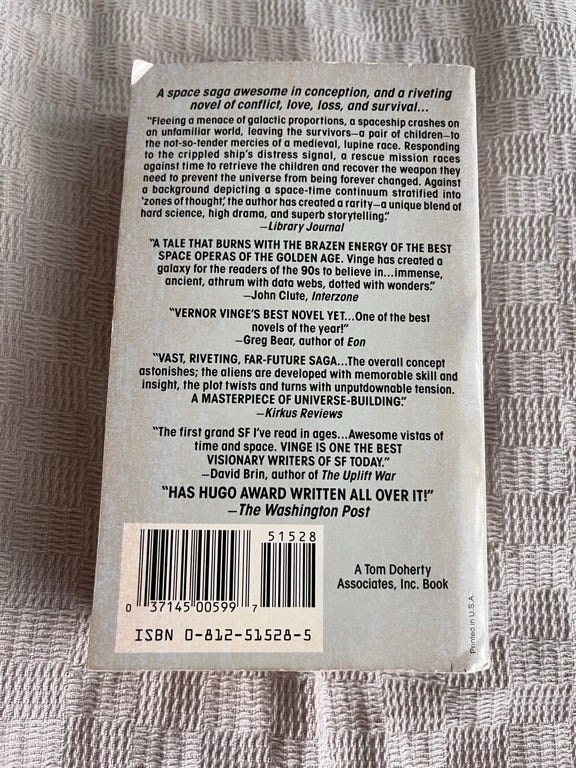 A space saga awesome in conception, and a riveting
novel of conflict, love, loss, and survival...
"Fleeing a menace of galactic proportions, a spaceship crashes on
an unfamiliar world, leaving the survivors—a pair of children—to
the not-so-tender mercies of a medieval, lupine race. Responding
to the crippled ship's distress signal, a rescue mission races
against time to retrieve the children and recover the weapon they
need to prevent the universe from being forever changed. Against
a background depicting a space-time continuum stratified into
'zones of thought,' the author has created a rarity—a unique blend of
hard science, high drama, and superb storytelling."
—Library Journal
"A TALE THAT BURNS WITH THE BRAZEN ENERGY OF THE BEST
SPACE OPERAS OF THE GOLDEN AGE. Vinge has created a
galaxy for the readers of the 90s to believe in...immense,
ancient, athrum with data webs, dotted with wonders."
—John Clute, Interzone
"VERNOR VINGE'S BEST NOVEL YET...One of the best
novels of the year!"
—Greg Bear, author of Eon
"VAST, RIVETING, FAR-FUTURE SAGA...The overall concept
astonishes; the aliens are developed with memorable skill and
insight, the plot twists and turns with unputdownable tension.
A MASTERPIECE OF UNIVERSE-BUILDING."
—Kirkus Reviews
"The first grand SF I've read in ages...Awesome vistas of
time and space. VINGE IS ONE THE BEST
VISIONARY WRITERS OF SF TODAY."
—David Brin, author of The Uplift War
"HAS HUGO AWARD WRITTEN ALL OVER IT!"
—The Washington Post
51528
0 37145 00599 7
ISBN 0-812-51528-5
A Tom Doherty
Associates, Inc. Book
Printed in U.S.A.